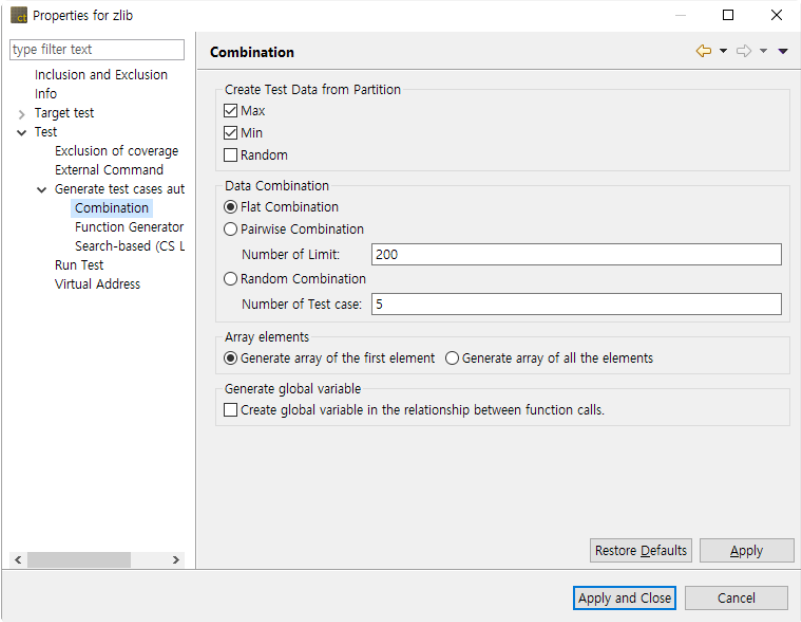 ct
Properties for zlib
type filter text
Inclusion and Exclusion
Info
Target test
Test
Exclusion of coverage
External Command
Generate test cases aut
Combination
Function Generator
Search-based (CS L
Run Test
Virtual Address
Combination
Create Test Data from Partition
Max
Min
Random
Data Combination
Flat Combination
Pairwise Combination
Number of Limit:
200
Random Combination
Number of Test case:
5
Array elements
Generate array of the first element
Generate array of all the elements
Generate global variable
Create global variable in the relationship between function calls.
Restore Defaults
Apply
Apply and Close
Cancel